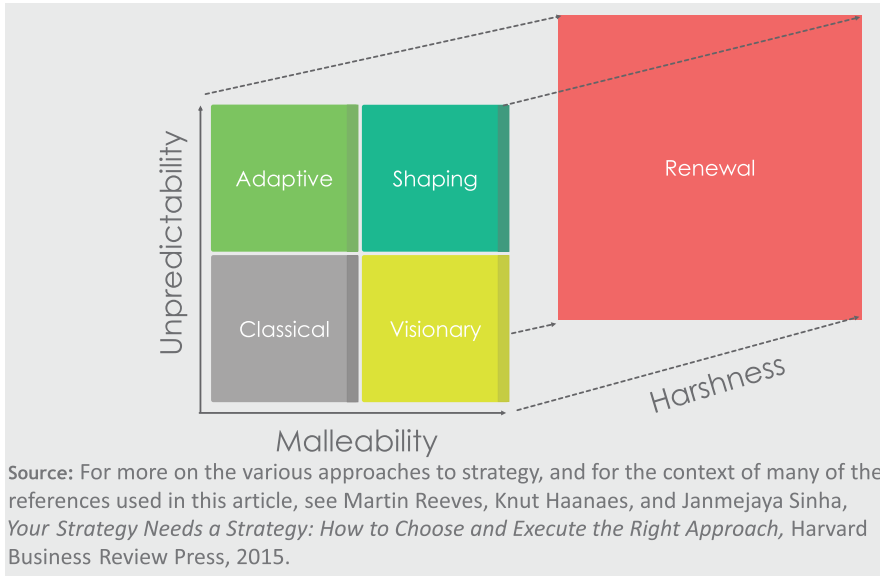 Renewal
Adaptive
Shaping
Unpredictability
Classical
Visionary
Harshness
Malleability
Source: For more on the various approaches to strategy, and for the context of many of the
references used in this article, see Martin Reeves, Knut Haanaes, and Janmejaya Sinha,
Your Strategy Needs a Strategy: How to Choose and Execute the Right Approach, Harvard
Business Review Press, 2015.